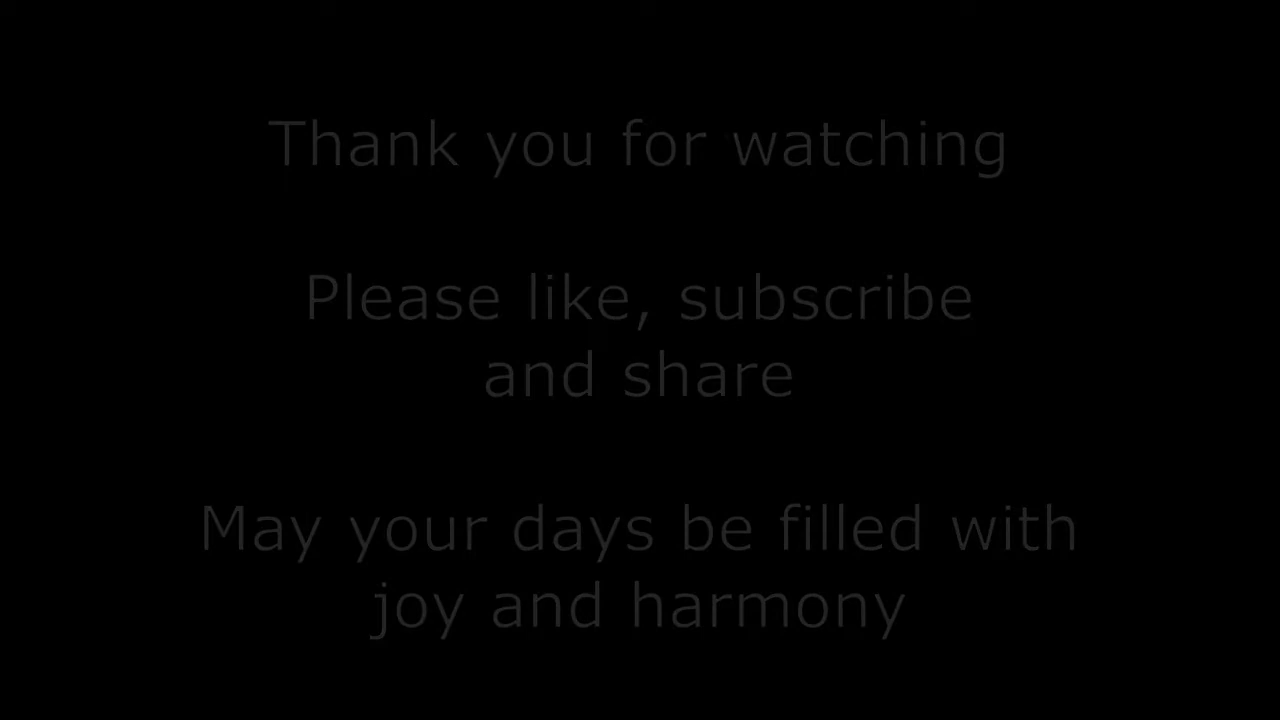 Thank you for watching
Please like, subscribe
and share
May your days be filled with
joy and harmony